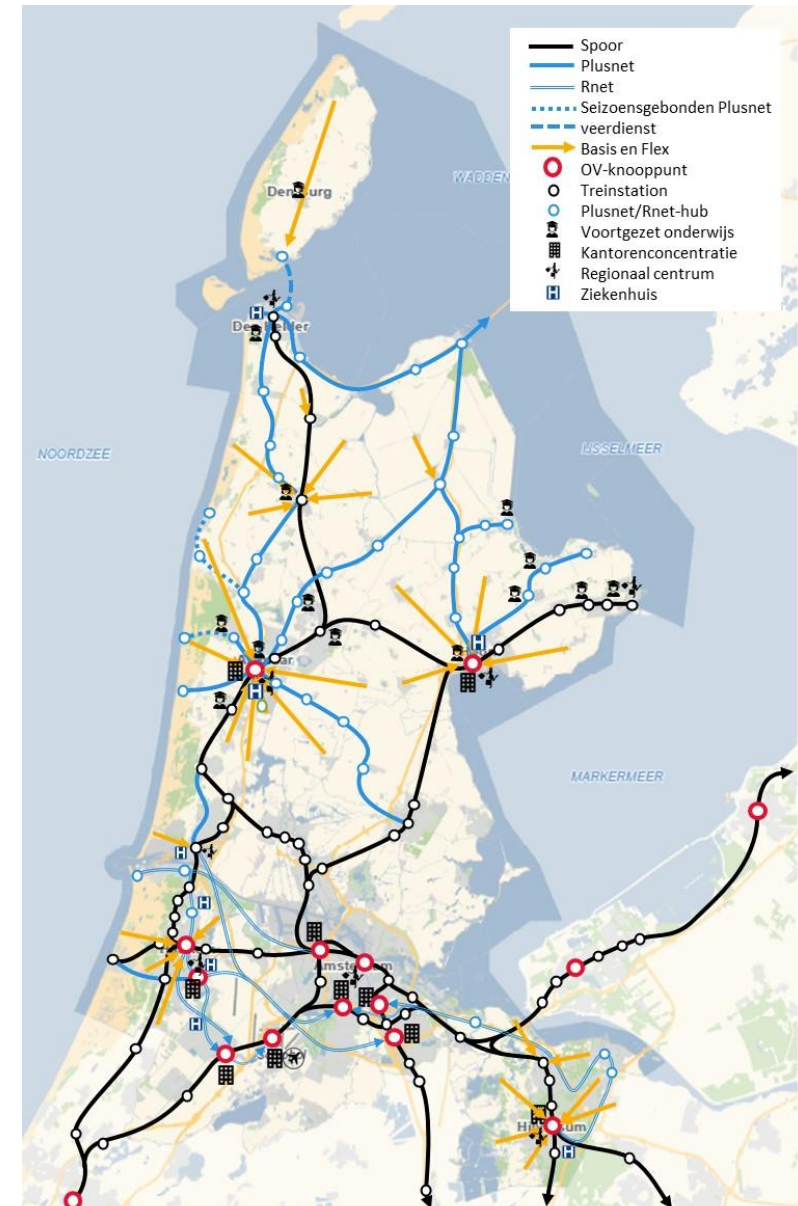 Spoor
Plusnet
Rnet
Seizoensgebonden Plusnet
veerdienst
Basis en Flex
OV-knooppunt
Treinstation
Plusnet/Rnet-hub
Voortgezet onderwijs
Kantorenconcentratie
Regionaal centrum
Ziekenhuis
H
WADDEN
H
NOORDZEE
IJSSELMEER
H
H
MARKERMEER
H
H
H
H
H